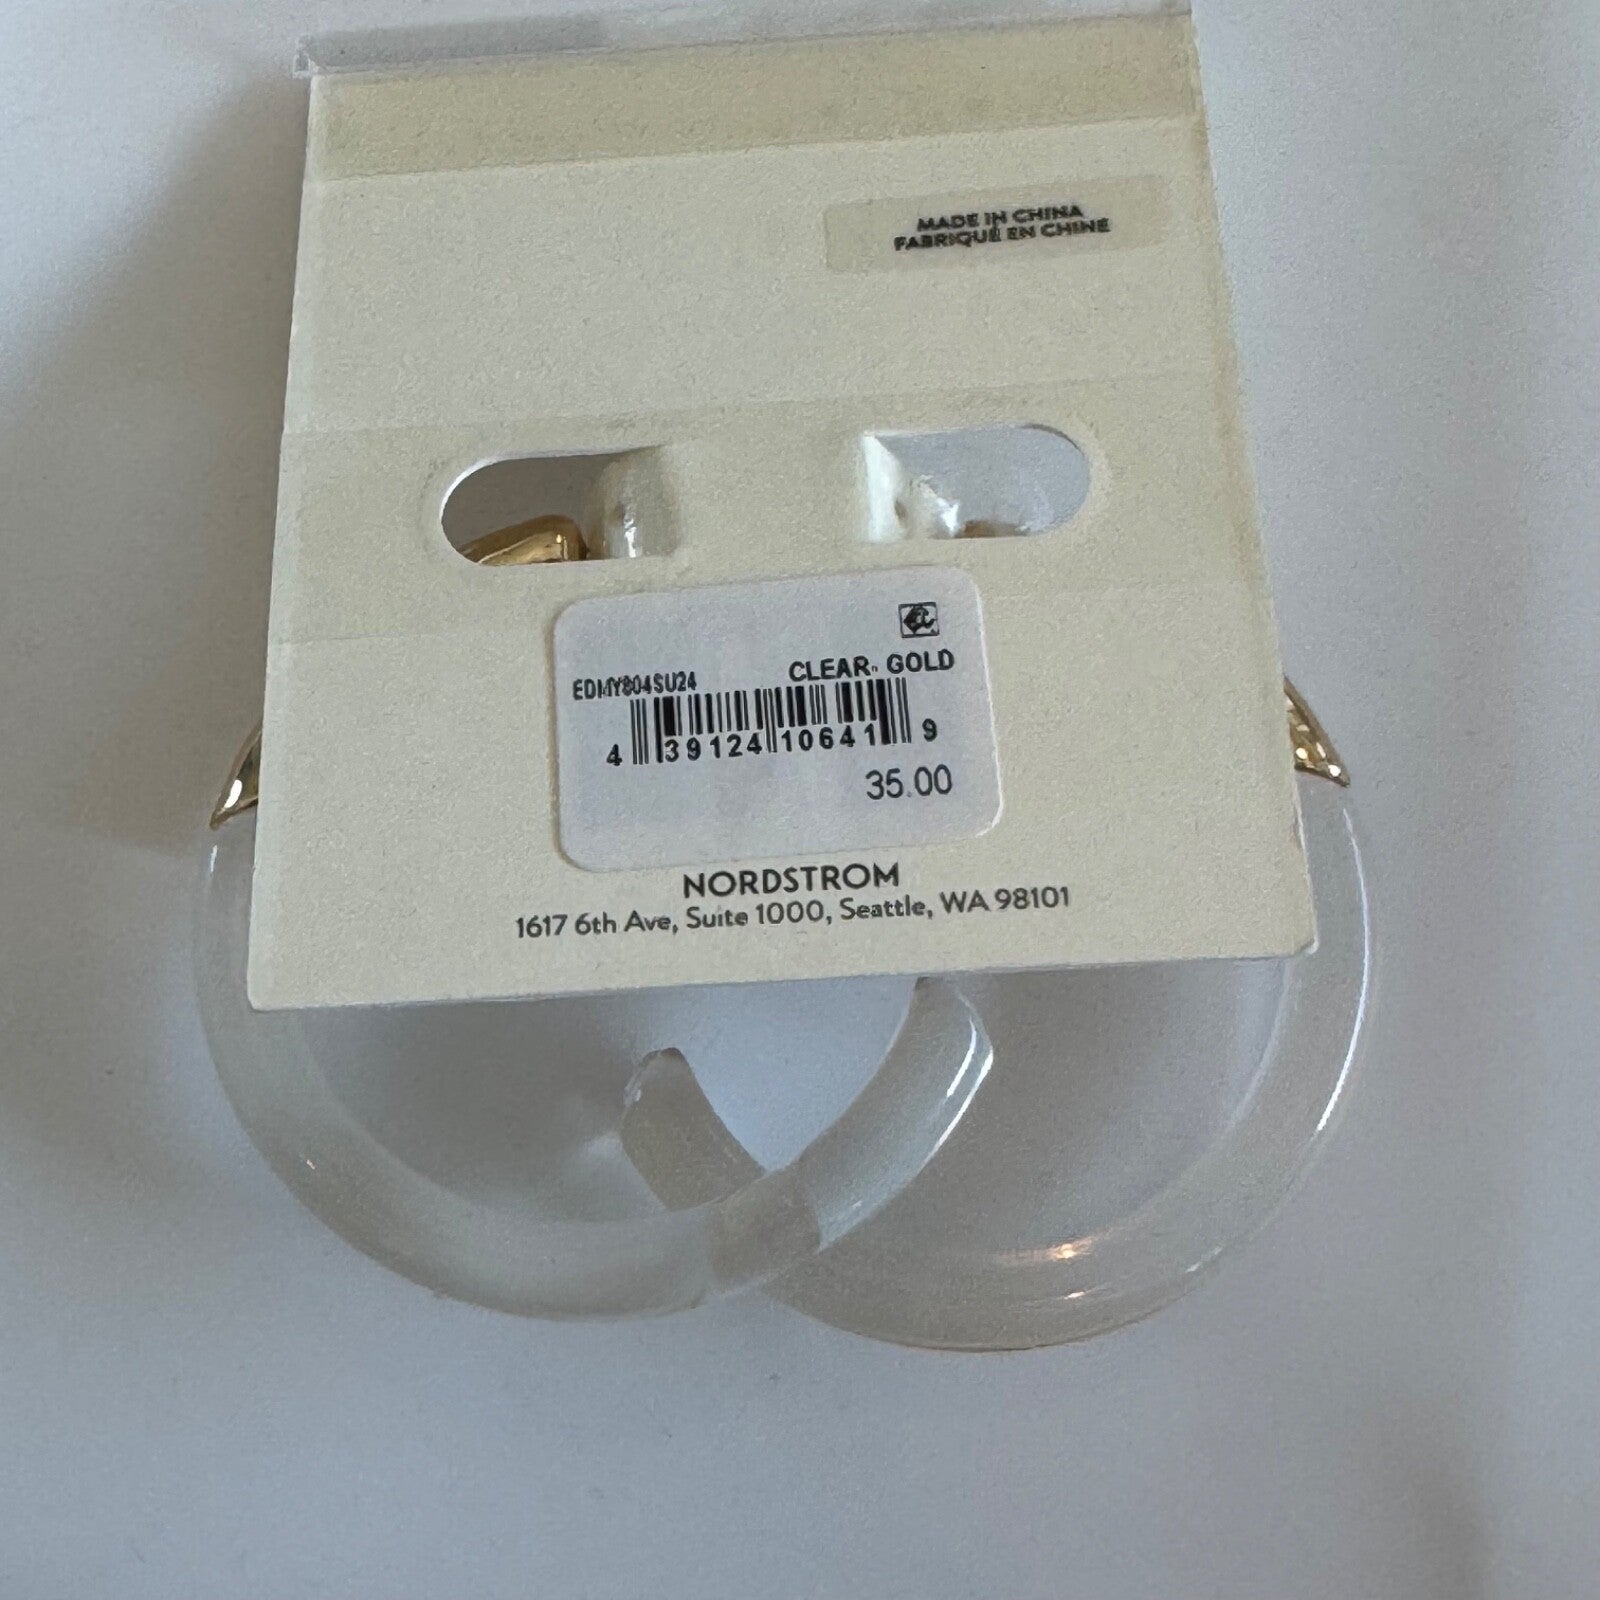 MADE IN CHINA
FABRIQUÉ EN CHINE
EDMY804SU24
CLEAR- GOLD
4 39124 10641 9
35.00
NORDSTROM
1617 6th Ave, Suite 1000, Seattle, WA 98101